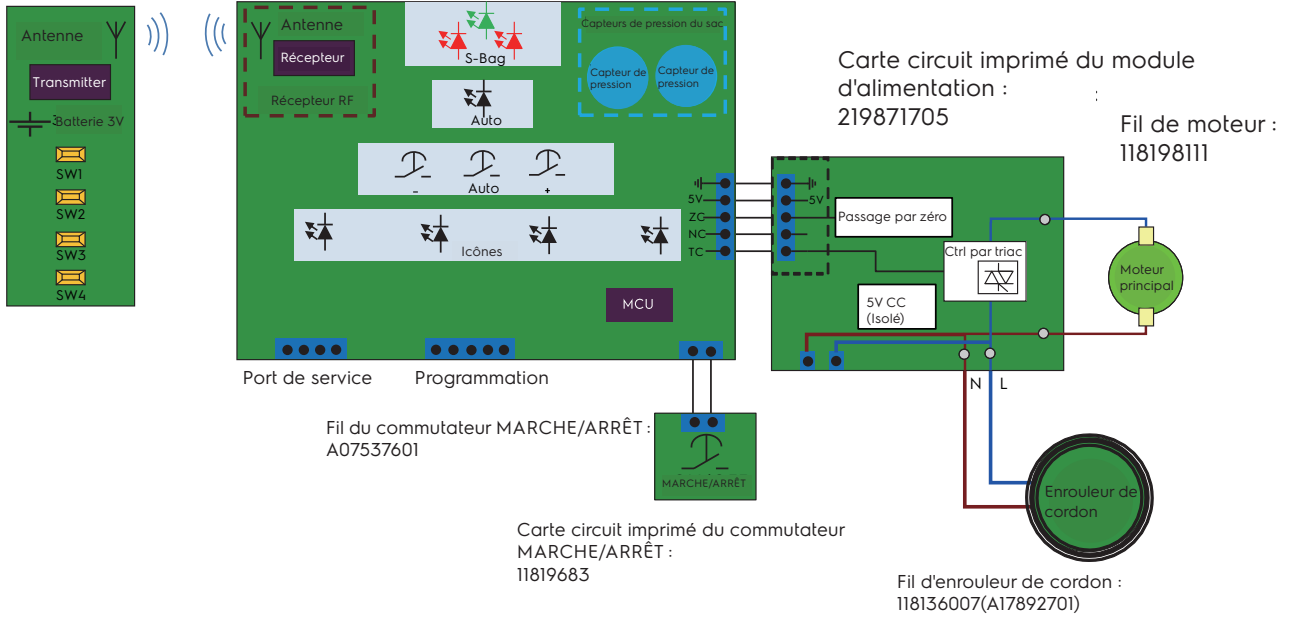 Antenne
Transmitter
Batterie 3V
SW1
SW2
SW3
SW4
Antenne
Récepteur
Récepteur RF
S-Bag
Auto
Capteurs de pression du sac
Capteur de
pression
Capteur de
pression
-
Auto
+
Icônes
5V
ZC
NC
TC
MCU
Port de service
Programmation
Carte circuit imprimé du module
d'alimentation :
219871705
:
Fil de moteur :
118198111
5V
Passage par zéro
Ctrl par triac
5V CC
(Isolé)
Moteur
principal
N
L
Fil du commutateur MARCHE/ARRÊT :
A07537601
MARCHE/ARRÊT
Carte circuit imprimé du commutateur
MARCHE/ARRÊT :
11819683
Enrouleur de
cordon
Fil d'enrouleur de cordon :
118136007(A17892701)